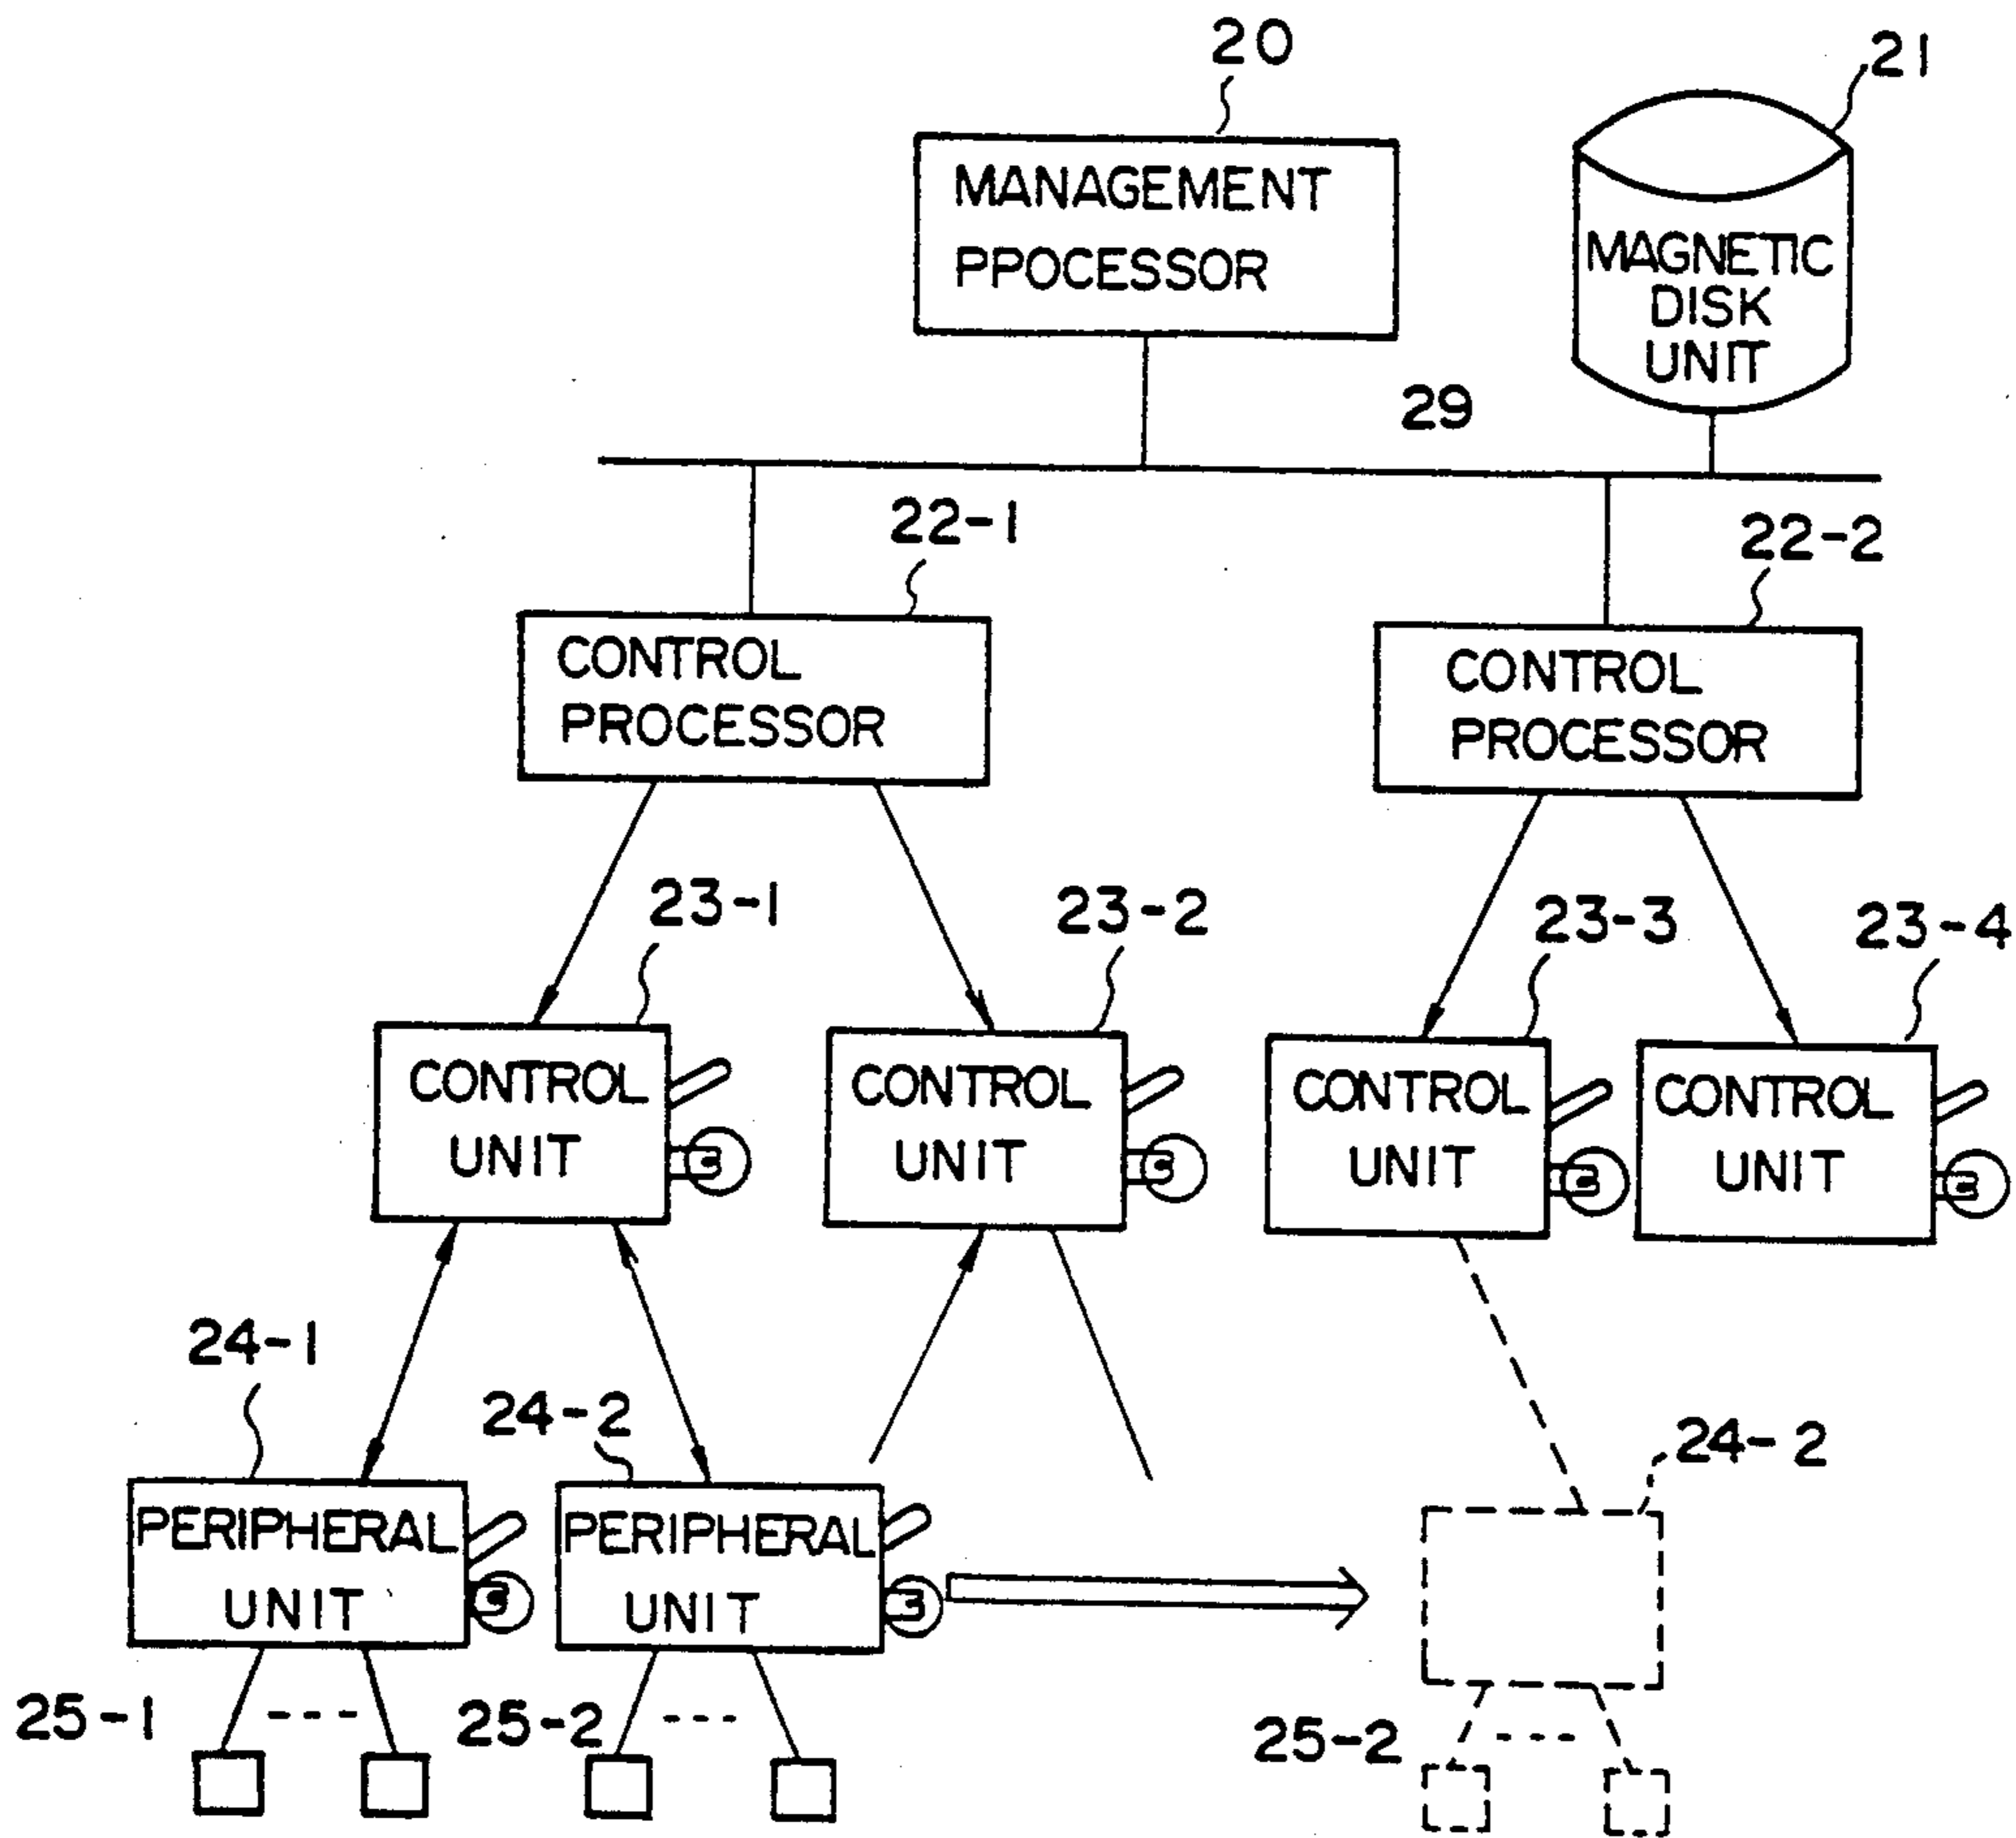 20
21
MANAGEMENT
PPOCESSOR
MAGNETIC
DISK
UNIT
29
22-1
22-2
CONTROL
PROCESSOR
CONTROL
PROCESSOR
23-1
23-2
23-3
23-4
CONTROL
UNIT
CONTROL
UNIT
CONTROL
UNIT
CONTROL
UNIT
24-1
24-2
24-2
PERIPHERAL
UNIT
PERIPHERAL
UNIT
25-1
25-2
25-2